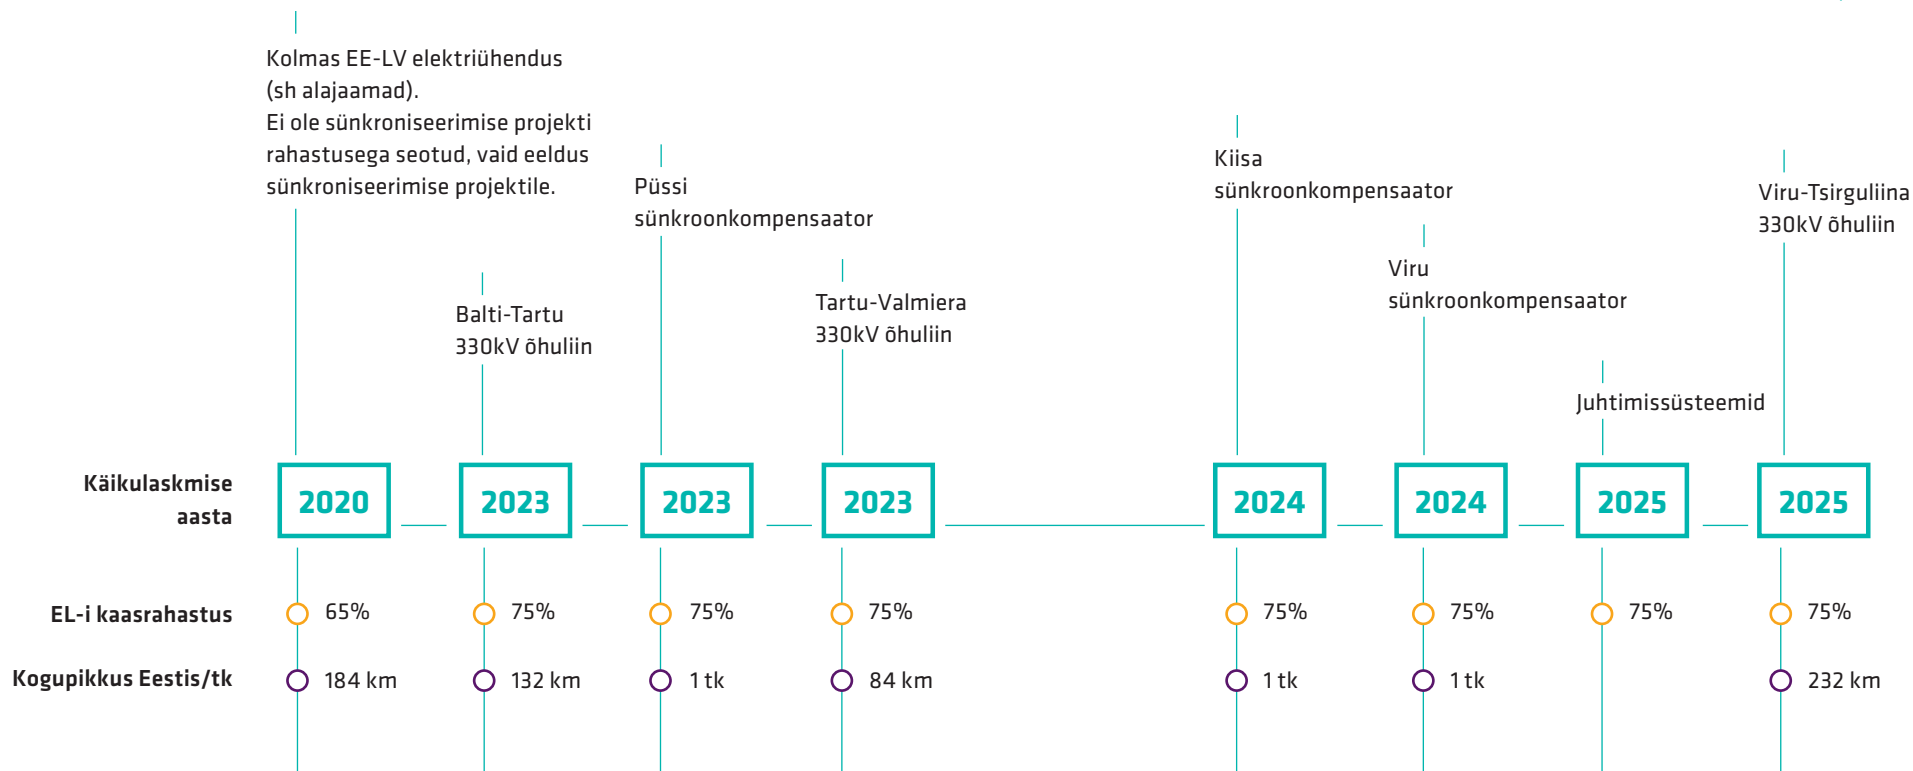 Kolmas EE-LV elektriühendus
(sh alajaamad).
Ei ole sünkroniseerimise projekti
rahastusega seotud, vaid eeldus
sünkroniseerimise projektile.
Balti-Tartu
330kV õhuliin
Püssi
sünkroonkompensaator
Tartu-Valmiera
330kV õhuliin
Kiisa
sünkroonkompensaator
Viru
sünkroonkompensaator
Juhtimissüsteemid
Viru-Tsirguliina
330kV õhuliin
Käikulaskmise
aasta
2020 2023 2023 2023 2024 2024 2025 2025
EL-i kaasrahastus 65% 75% 75% 75% 75% 75% 75% 75%
Kogupikkus Eestis/tk 184 km 132 km 1 tk 84 km 1 tk 1 tk 232 km